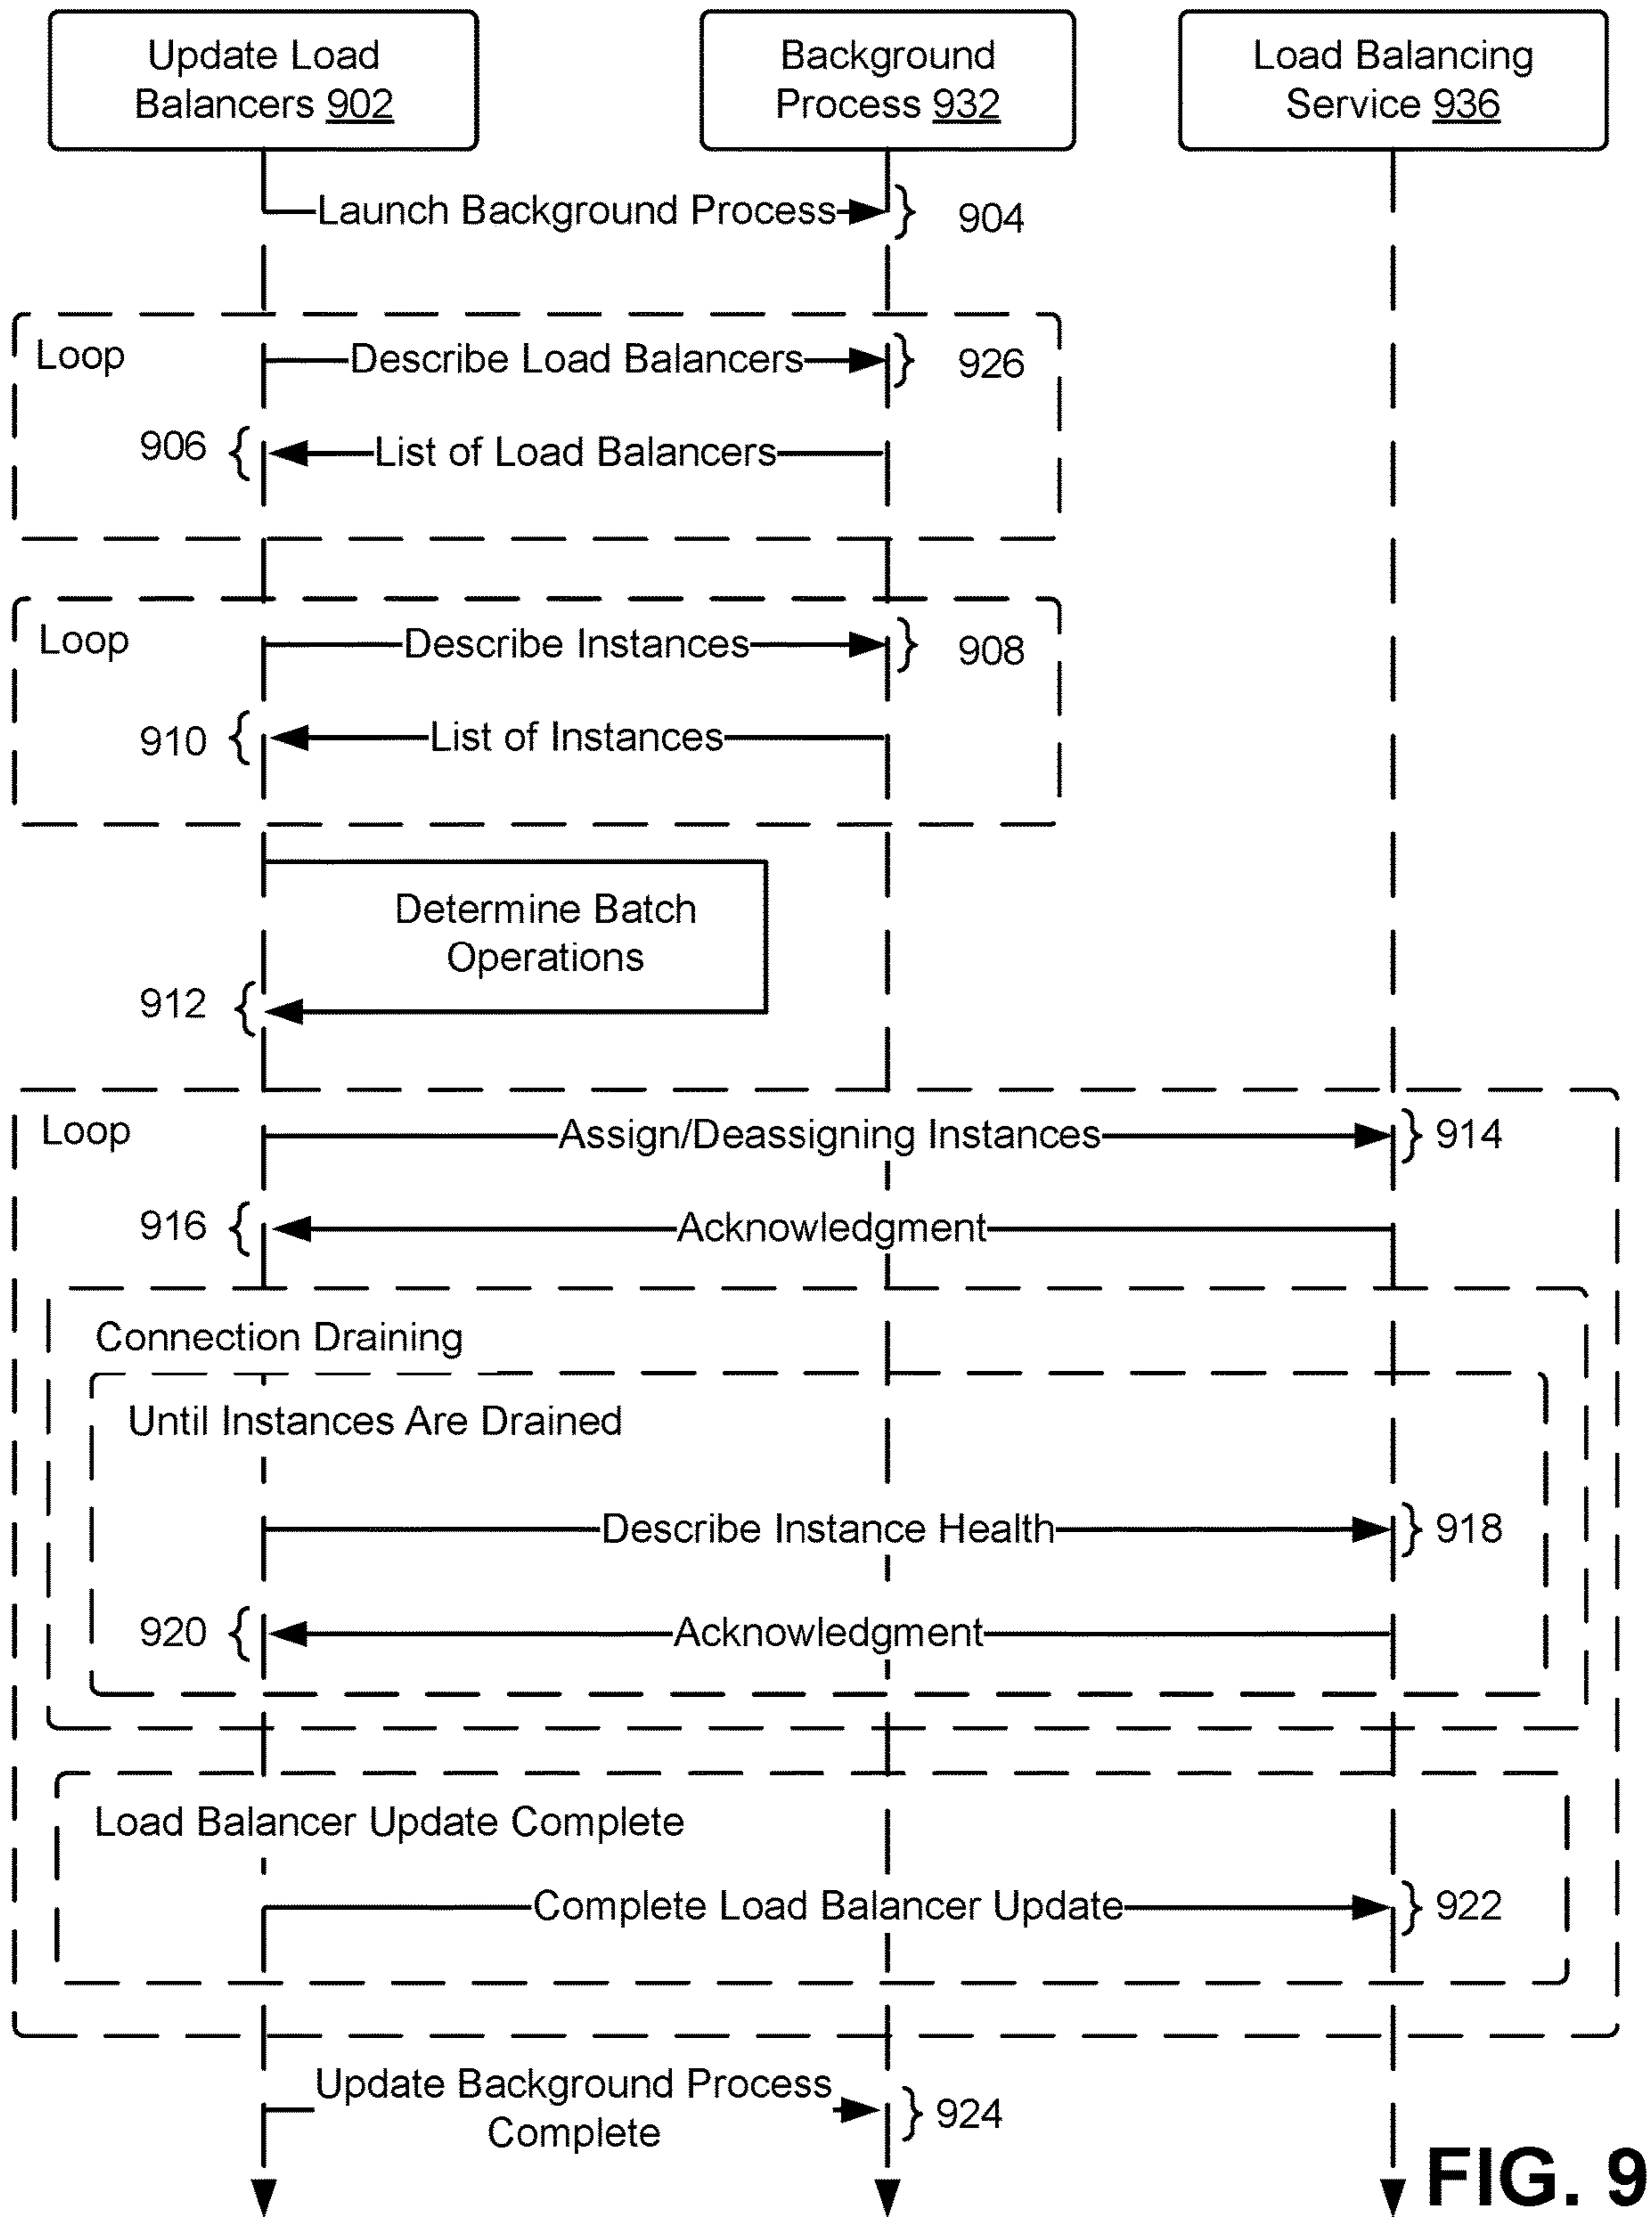 Update Load
Balancers 902
Background
Process 932
Load Balancing
Service 936
Launch Background Process
904
Loop
Describe Load Balancers
926
906
List of Load Balancers
Loop
Describe Instances
908
910
List of Instances
Determine Batch
Operations
912
Loop
Assign/Deassigning Instances
914
916
Acknowledgment
Connection Draining
Until Instances Are Drained
Describe Instance Health
918
920
Acknowledgment
Load Balancer Update Complete
Complete Load Balancer Update
922
Update Background Process
Complete
924
FIG. 9